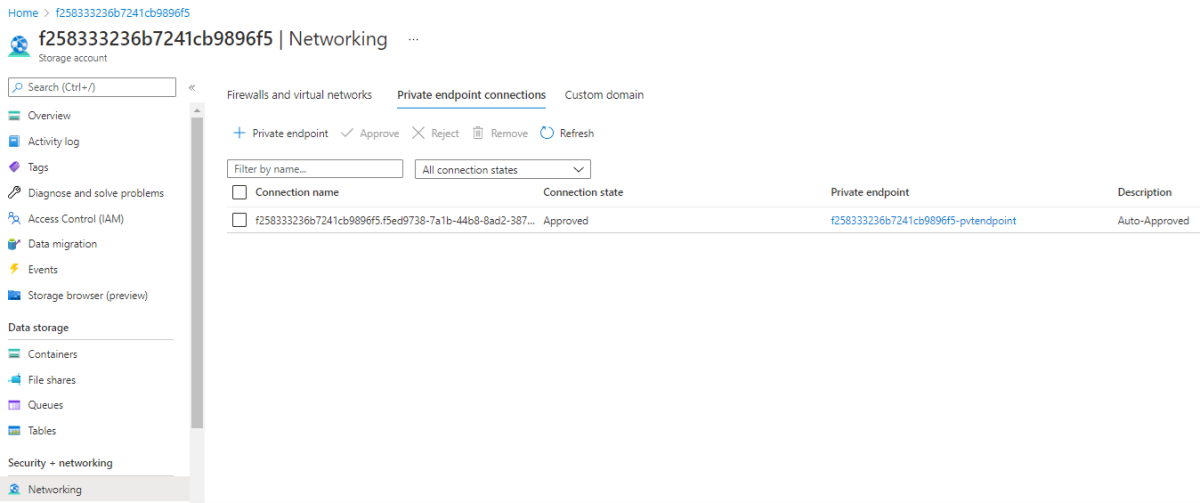 Home > f258333236b7241cb9896f5
f258333236b7241cb9896f5 | Networking ...
Storage account
Search (Ctrl+/)
«
Overview
Activity log
Tags
Diagnose and solve problems
Access Control (IAM)
Data migration
Events
Storage browser (preview)
Data storage
Containers
File shares
Queues
Tables
Security + networking
Networking
Firewalls and virtual networks Private endpoint connections Custom domain
+ Private endpoint Approve Reject Remove Refresh
Filter by name... All connection states
Connection name Connection state Private endpoint Description
f258333236b7241cb9896f5.f5ed9738-7a1b-44b8-8ad2-387... Approved f258333236b7241cb9896f5-pvtendpoint Auto-Approved